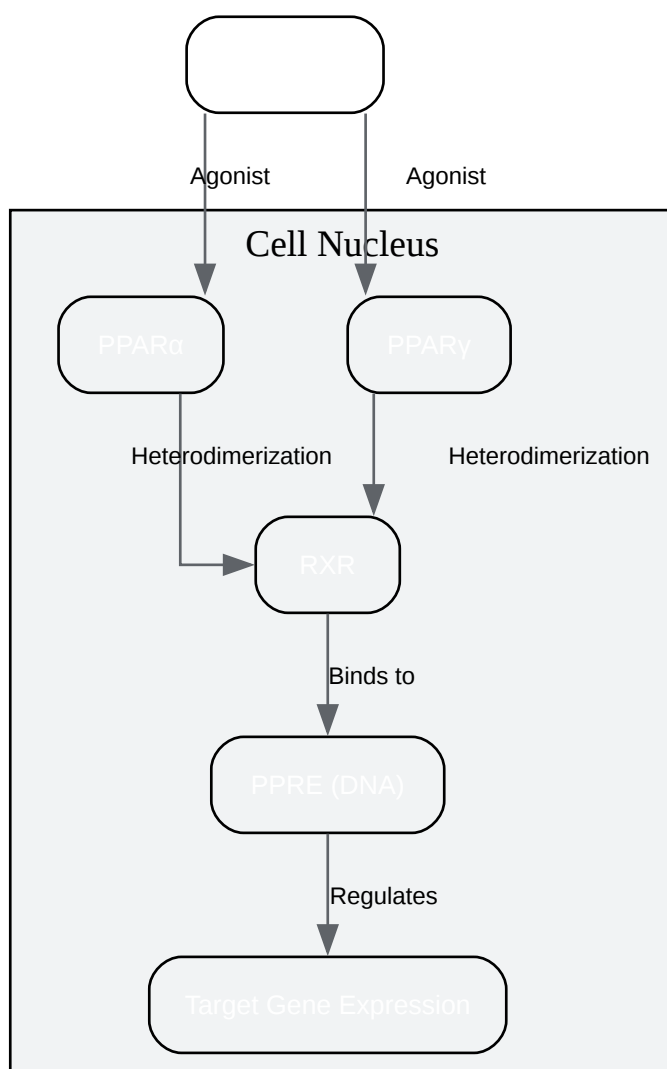 Agonist
Agonist
Cell Nucleus
PPARα
PPARγ
Heterodimerization
Heterodimerization
RXR
Binds to
PPRE (DNA)
Regulates
Target Gene Expression